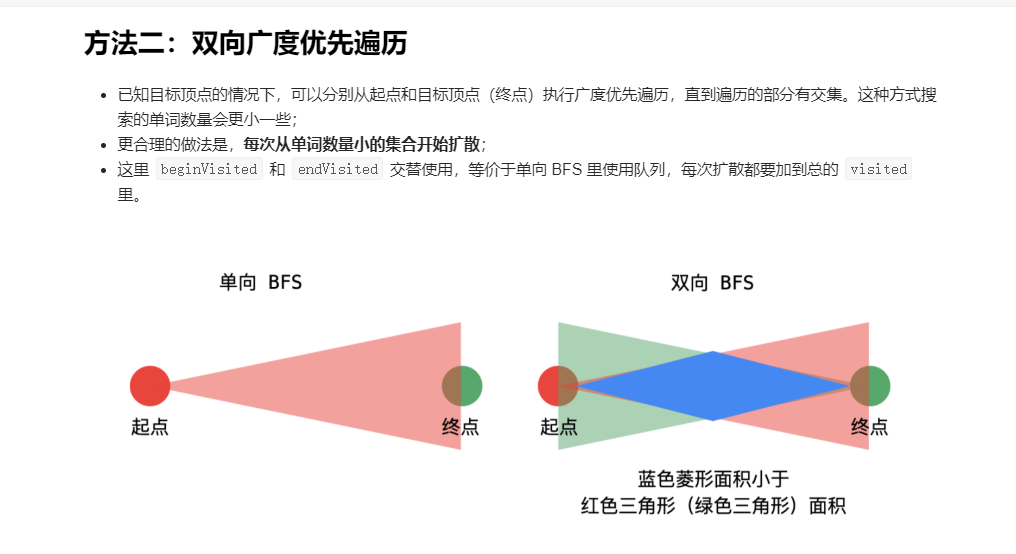 方法二：双向广度优先遍历
已知目标顶点的情况下，可以分别从起点和目标顶点（终点）执行广度优先遍历，直到遍历的部分有交集。这种方式搜
索的单词数量会更小一些；
更合理的做法是，每次从单词数量小的集合开始扩散；
这里 beginVisited 和 endVisited 交替使用，等价于单向 BFS 里使用队列，每次扩散都要加到总的 visited
里。
单向 BFS
双向 BFS
起点
终点
起点
终点
蓝色菱形面积小于
红色三角形（绿色三角形）面积